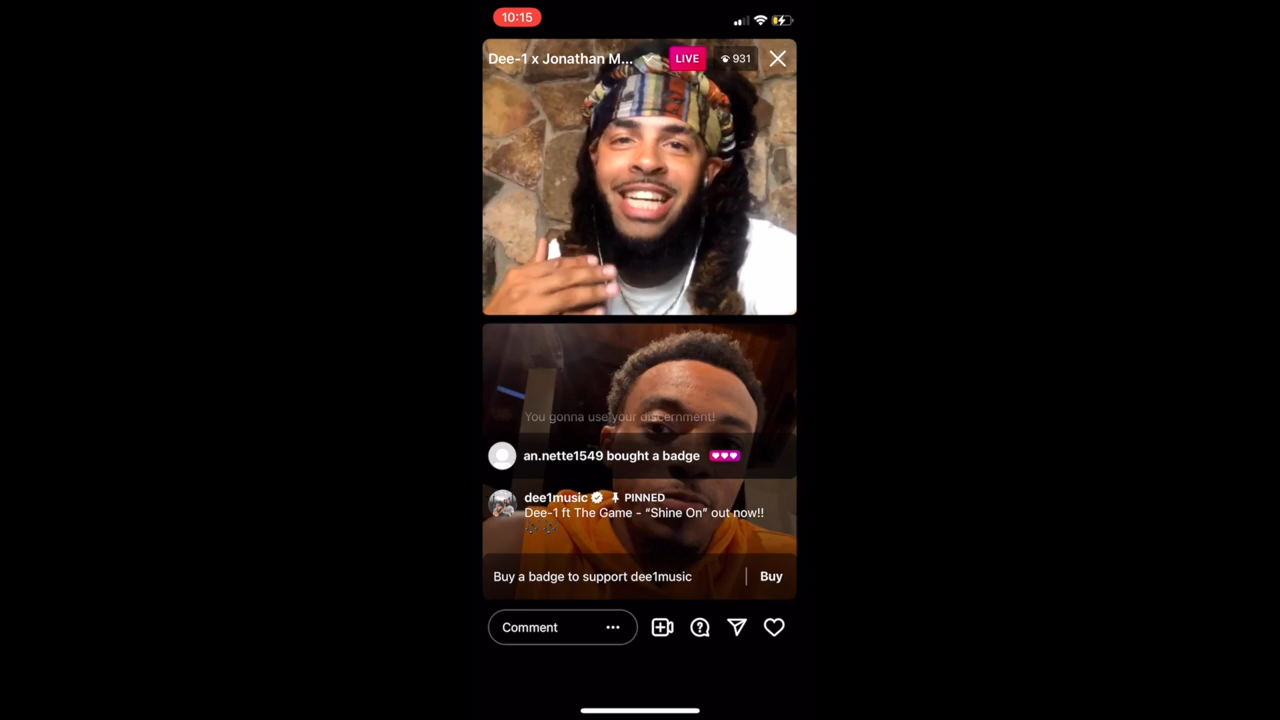 10:15
Dee-1 x Jonathan M...
LIVE
931
You gonna use your discernment!
an.nette1549 bought a badge
dee1music PINNED
Dee-1 ft The Game - “Shine On” out now!!
Buy a badge to support dee1music
Buy
Comment